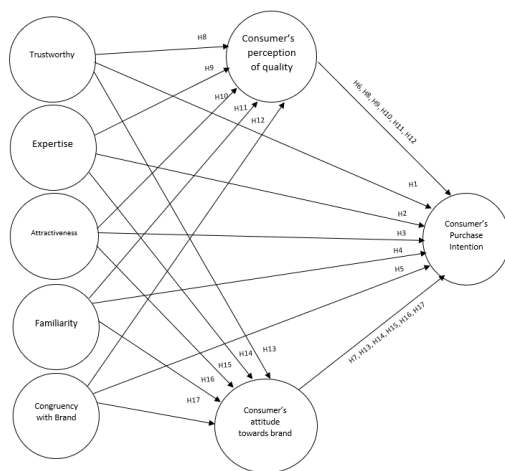 Trustworthy
Expertise
Attractiveness
Familiarity
Congruency
with Brand
H8
H9
H10
H11
H12
Consumer's
perception
of quality
H6, H8, H9, H10, H11, H12
H1
H2
H3
H4
H5
Consumer's
Purchase
Intention
H13
H14
H15
H16
H17
Consumer's
attitude
towards brand
H7, H13, H14, H15, H16, H17